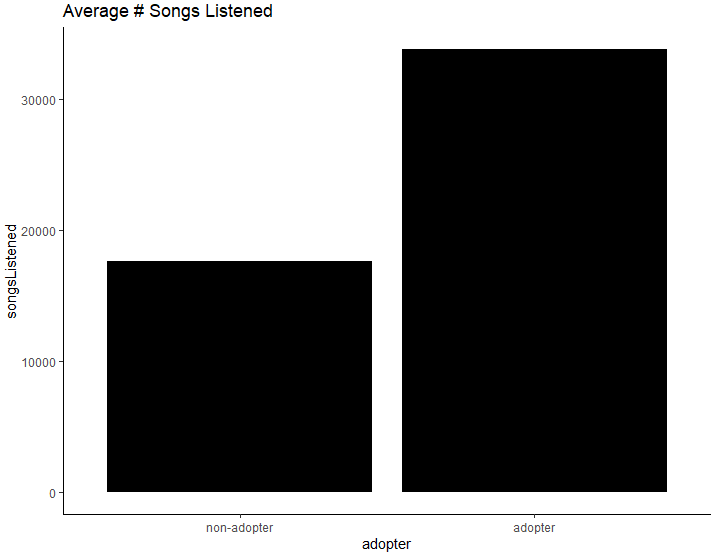 Average # Songs Listened
songsListened
30000
20000
10000
0
non-adopter
adopter
adopter